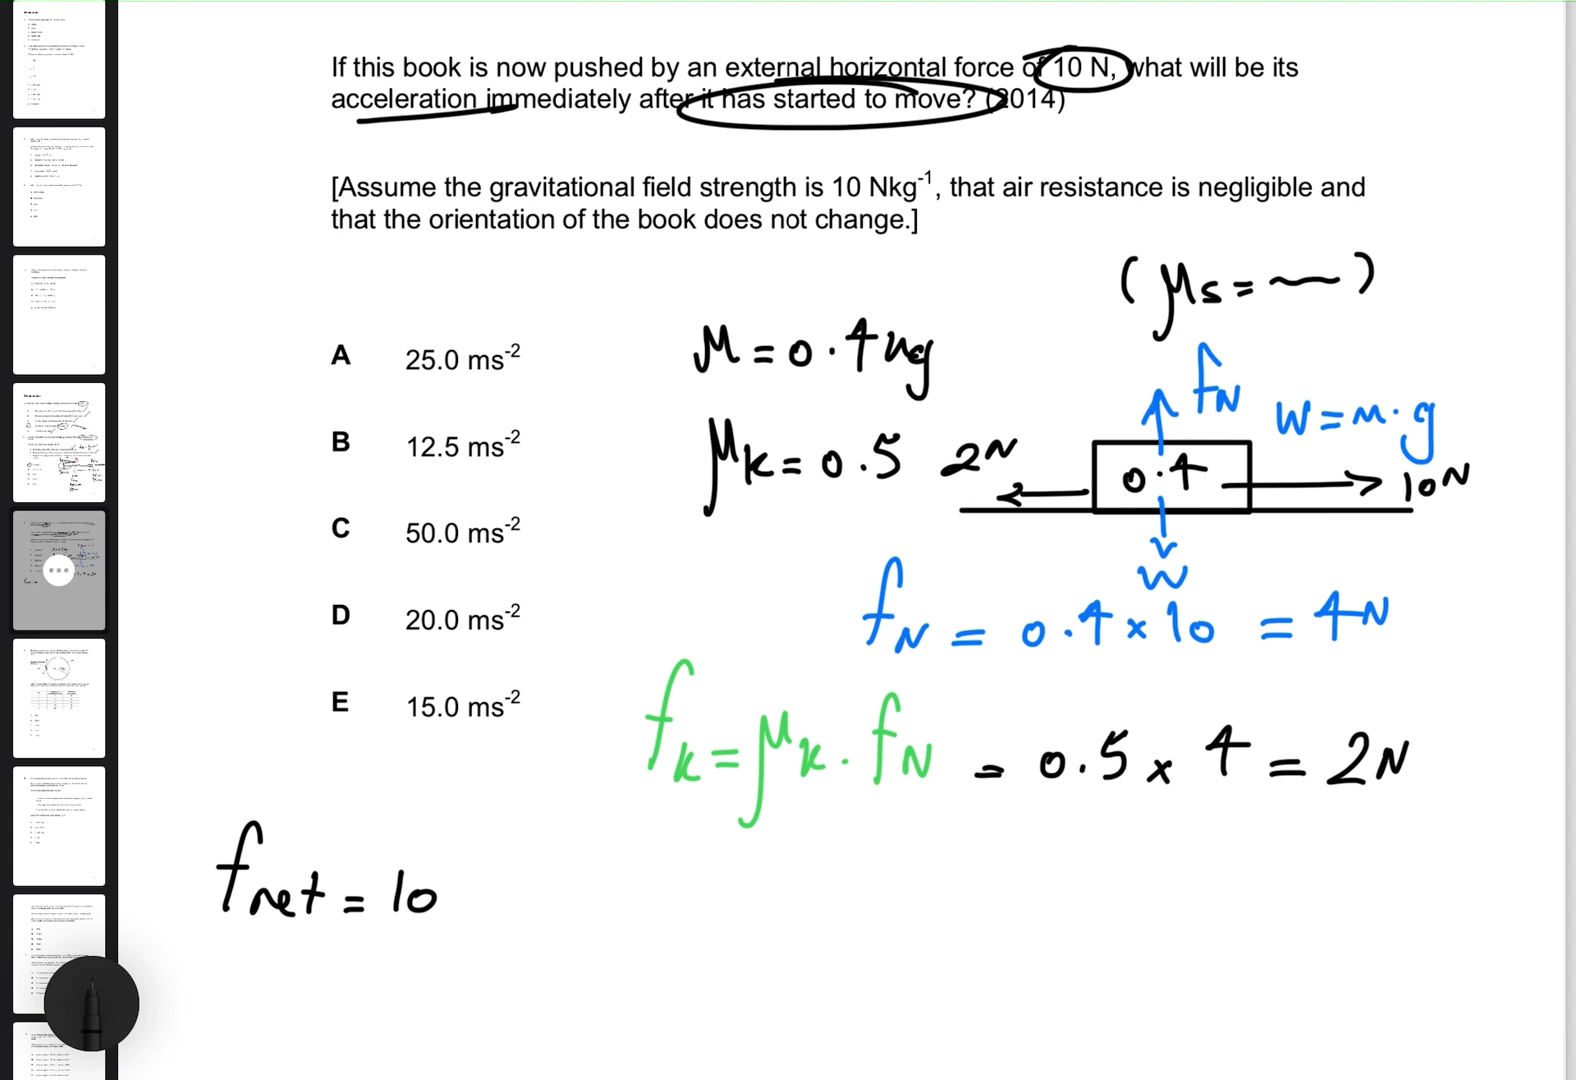 If this book is now pushed by an external horizontal force of 10 N, what will be its
acceleration immediately after it has started to move? (2014)
[Assume the gravitational field strength is 10 Nkg⁻¹, that air resistance is negligible and
that the orientation of the book does not change.]
(μs = ~)
A 25.0 ms⁻²
M = 0.4 kg
fN
W = m·g
B 12.5 ms⁻²
μK = 0.5
2N
0.4
10N
C 50.0 ms⁻²
W
D 20.0 ms⁻²
fN = 0.4 × 10 = 4N
E 15.0 ms⁻²
fK = μK · fN = 0.5 × 4 = 2N
fnet = 10